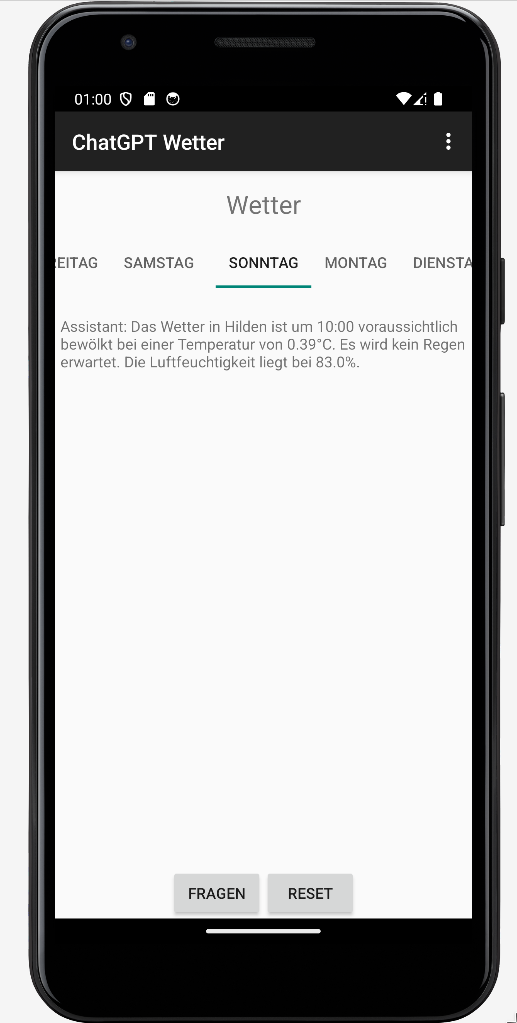 01:00
ChatGPT Wetter
Wetter
EITAG SAMSTAG SONNTAG MONTAG DIENSTA
Assistant: Das Wetter in Hilden ist um 10:00 voraussichtlich
bewölkt bei einer Temperatur von 0.39°C. Es wird kein Regen
erwartet. Die Luftfeuchtigkeit liegt bei 83.0%.
FRAGEN RESET